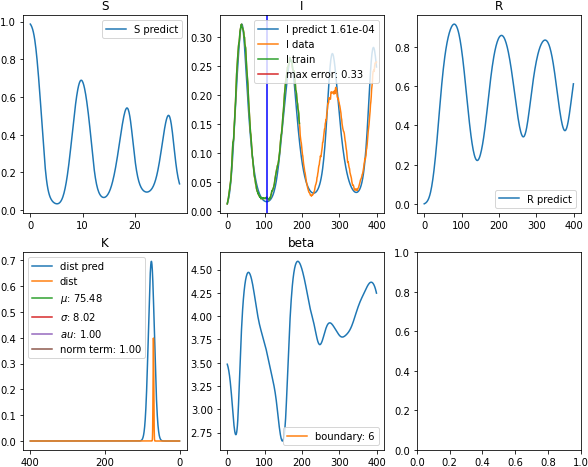 S
I
R
1.0
0.8
0.6
0.4
0.2
0.0
S predict
0 10 20
0.30
0.25
0.20
0.15
0.10
0.05
0.00
I predict 1.61e-04
I data
I train
max error: 0.33
0 100 200 300 400
0.8
0.6
0.4
0.2
0.0
R predict
0 100 200 300 400
K
beta
0.7
0.6
0.5
0.4
0.3
0.2
0.1
0.0
dist pred
dist
μ: 75.48
σ: 8.02
au: 1.00
norm term: 1.00
400 200 0
4.50
4.25
4.00
3.75
3.50
3.25
3.00
2.75
boundary: 6
0 100 200 300 400
1.0
0.8
0.6
0.4
0.2
0.0
0.0 0.2 0.4 0.6 0.8 1.0